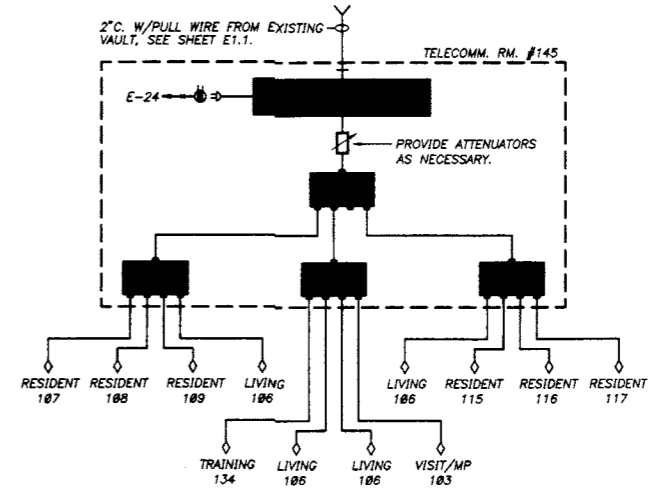 2"C. W/PULL WIRE FROM EXISTING
VAULT, SEE SHEET E1.1.
TELECOMM. RM. #145
E-24
PROVIDE ATTENUATORS
AS NECESSARY.
RESIDENT
107
RESIDENT
108
RESIDENT
109
LIVING
106
LIVING
106
RESIDENT
115
RESIDENT
116
RESIDENT
117
TRAINING
134
LIVING
106
LIVING
106
VISIT/MP
103